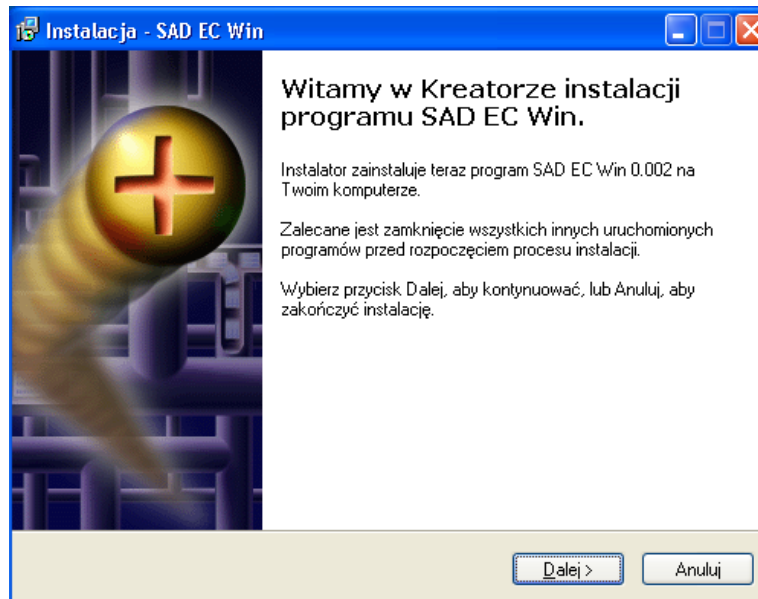 Instalacja - SAD EC Win
Witamy w Kreatorze instalacji
programu SAD EC Win.
Instalator zainstaluje teraz program SAD EC Win 0.002 na
Twoim komputerze.
Zalecane jest zamknięcie wszystkich innych uruchomionych
programów przed rozpoczęciem procesu instalacji.
Wybierz przycisk Dalej, aby kontynuować, lub Anuluj, aby
zakończyć instalację.
Dalej >
Anuluj